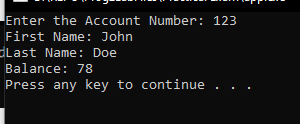 Enter the Account Number: 123
First Name: John
Last Name: Doe
Balance: 78
Press any key to continue . . .